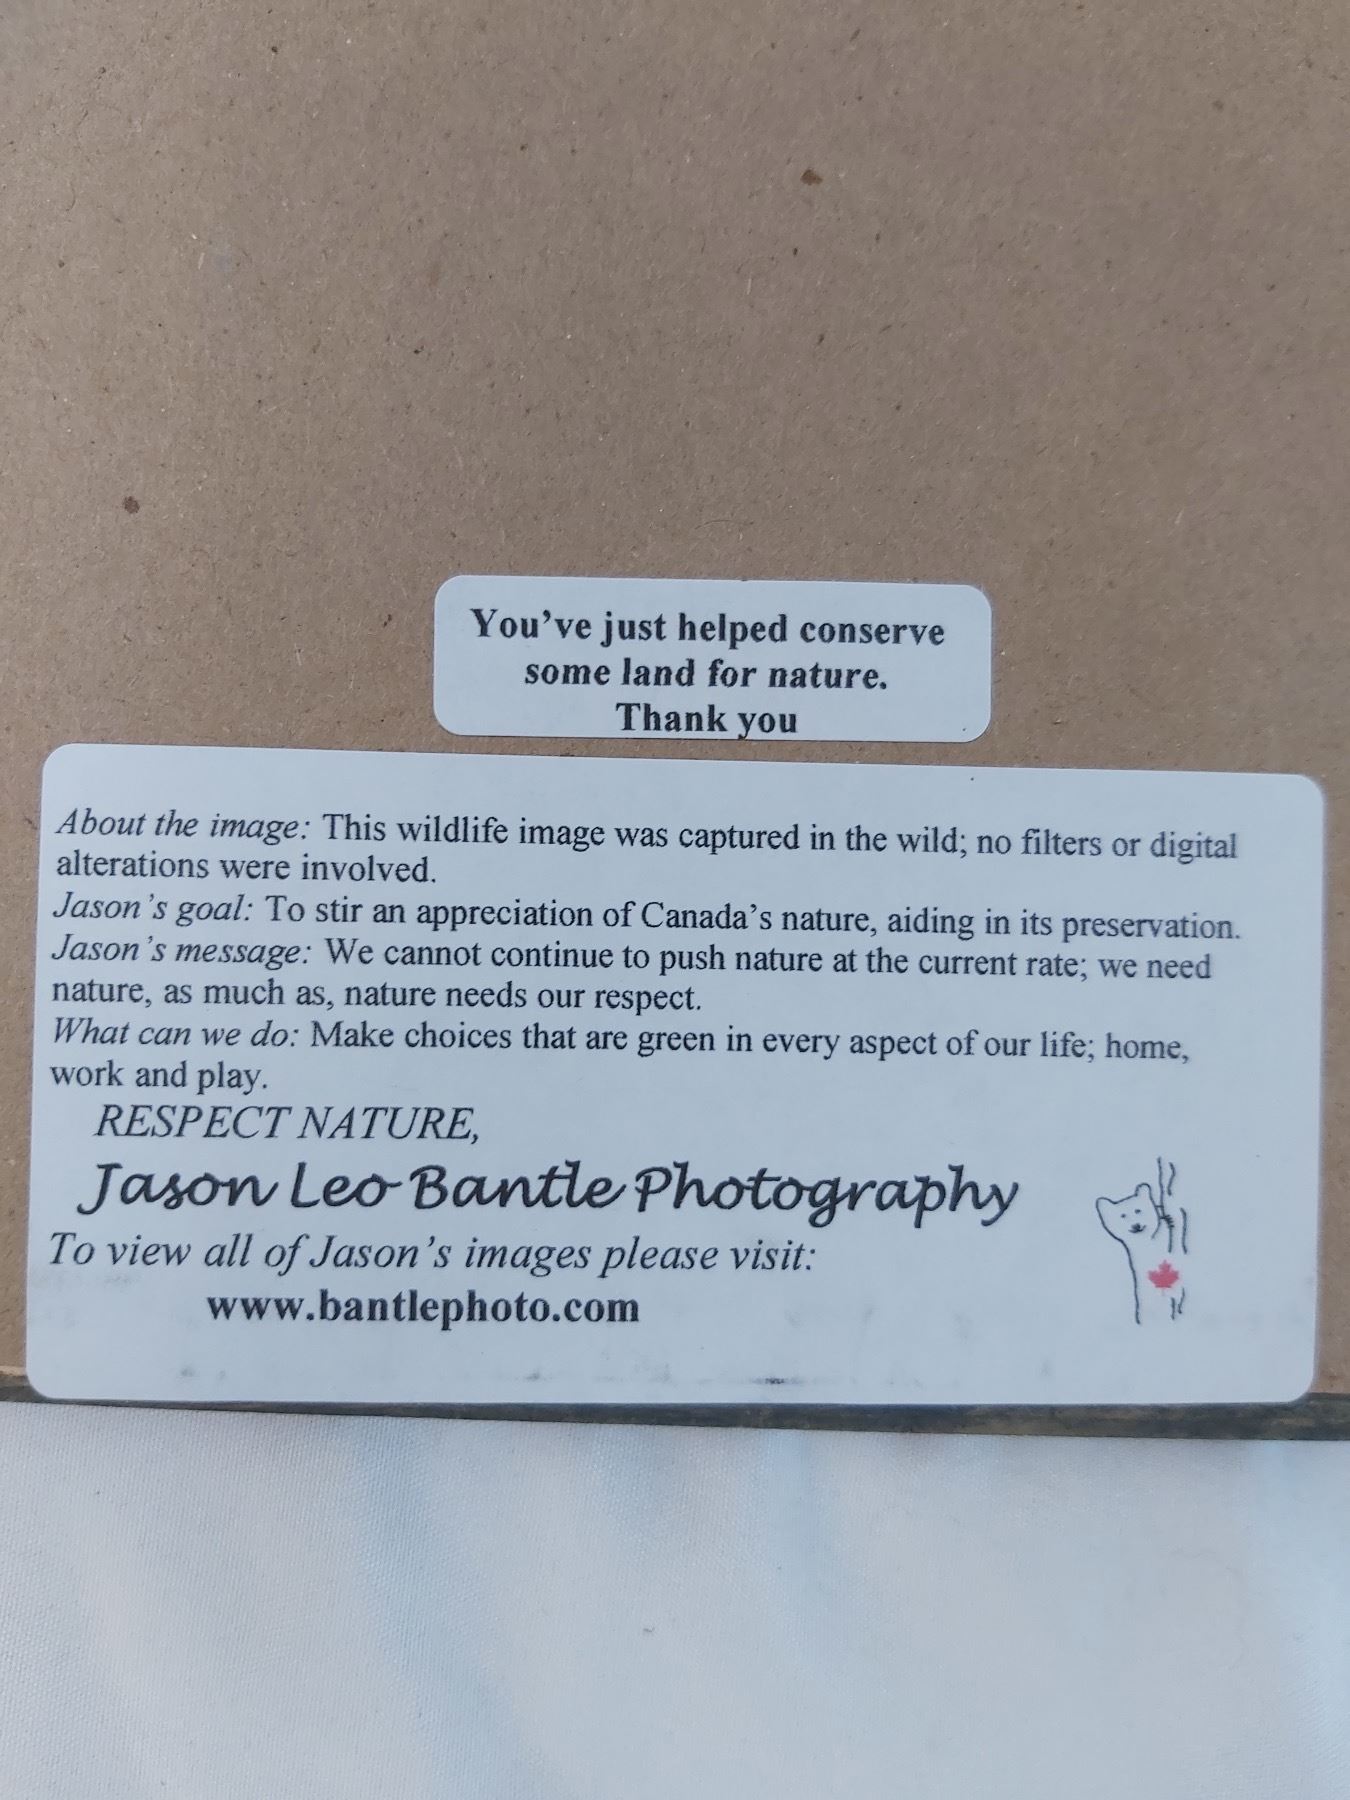 You've just helped conserve
some land for nature.
Thank you
About the image: This wildlife image was captured in the wild; no filters or digital
alterations were involved.
Jason's goal: To stir an appreciation of Canada's nature, aiding in its preservation.
Jason's message: We cannot continue to push nature at the current rate; we need
nature, as much as, nature needs our respect.
What can we do: Make choices that are green in every aspect of our life; home,
work and play.
RESPECT NATURE,
Jason Leo Bantle Photography
To view all of Jason's images please visit:
www.bantlephoto.com